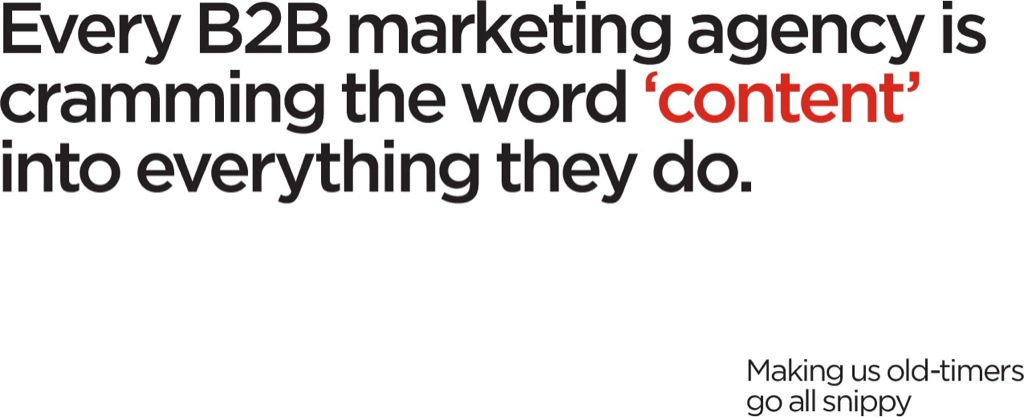 Every B2B marketing agency is
cramming the word ‘content’
into everything they do.
Making us old-timers
go all snippy